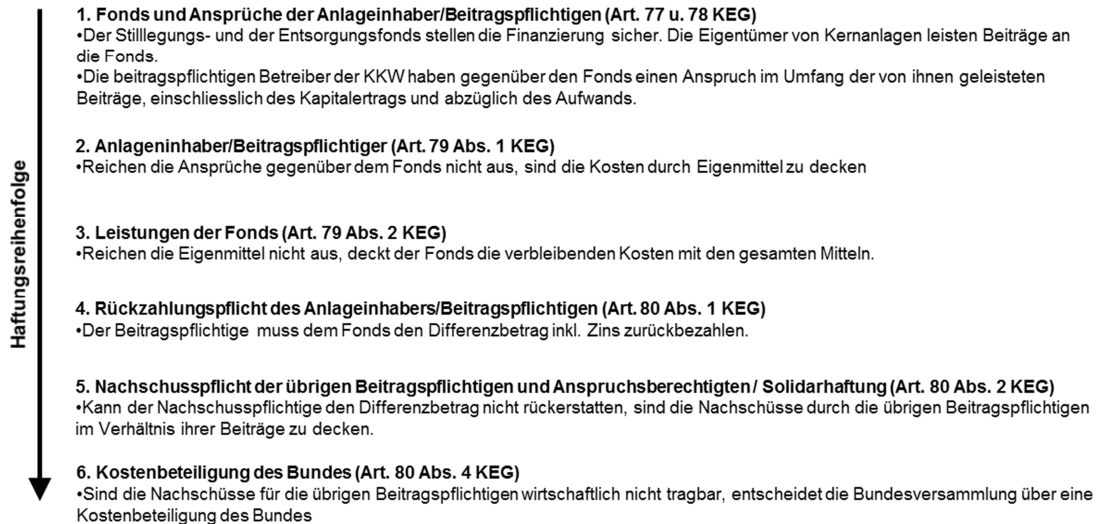 Haftungsreihenfolge
1. Fonds und Ansprüche der Anlageinhaber/Beitragspflichtigen (Art. 77 u. 78 KEG)
•Der Stilllegungs- und der Entsorgungsfonds stellen die Finanzierung sicher. Die Eigentümer von Kernanlagen leisten Beiträge an
die Fonds.
•Die beitragspflichtigen Betreiber der KKW haben gegenüber den Fonds einen Anspruch im Umfang der von ihnen geleisteten
Beiträge, einschliesslich des Kapitalertrags und abzüglich des Aufwands.
2. Anlageninhaber/Beitragspflichtiger (Art. 79 Abs. 1 KEG)
•Reichen die Ansprüche gegenüber dem Fonds nicht aus, sind die Kosten durch Eigenmittel zu decken
3. Leistungen der Fonds (Art. 79 Abs. 2 KEG)
•Reichen die Eigenmittel nicht aus, deckt der Fonds die verbleibenden Kosten mit den gesamten Mitteln.
4. Rückzahlungspflicht des Anlageinhabers/Beitragspflichtigen (Art. 80 Abs. 1 KEG)
•Der Beitragspflichtige muss dem Fonds den Differenzbetrag inkl. Zins zurückbezahlen.
5. Nachschusspflicht der übrigen Beitragspflichtigen und Anspruchsberechtigten / Solidarhaftung (Art. 80 Abs. 2 KEG)
•Kann der Nachschusspflichtige den Differenzbetrag nicht rückerstatten, sind die Nachschüsse durch die übrigen Beitragspflichtigen
im Verhältnis ihrer Beiträge zu decken.
6. Kostenbeteiligung des Bundes (Art. 80 Abs. 4 KEG)
•Sind die Nachschüsse für die übrigen Beitragspflichtigen wirtschaftlich nicht tragbar, entscheidet die Bundesversammlung über eine
Kostenbeteiligung des Bundes